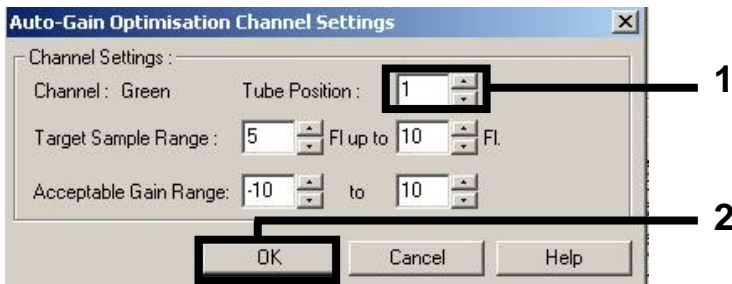 Auto-Gain Optimisation Channel Settings
Channel Settings :
Channel : Green Tube Position : 1 1
Target Sample Range : 5 Fl up to 10 Fl.
Acceptable Gain Range: -10 to 10
2
OK Cancel Help